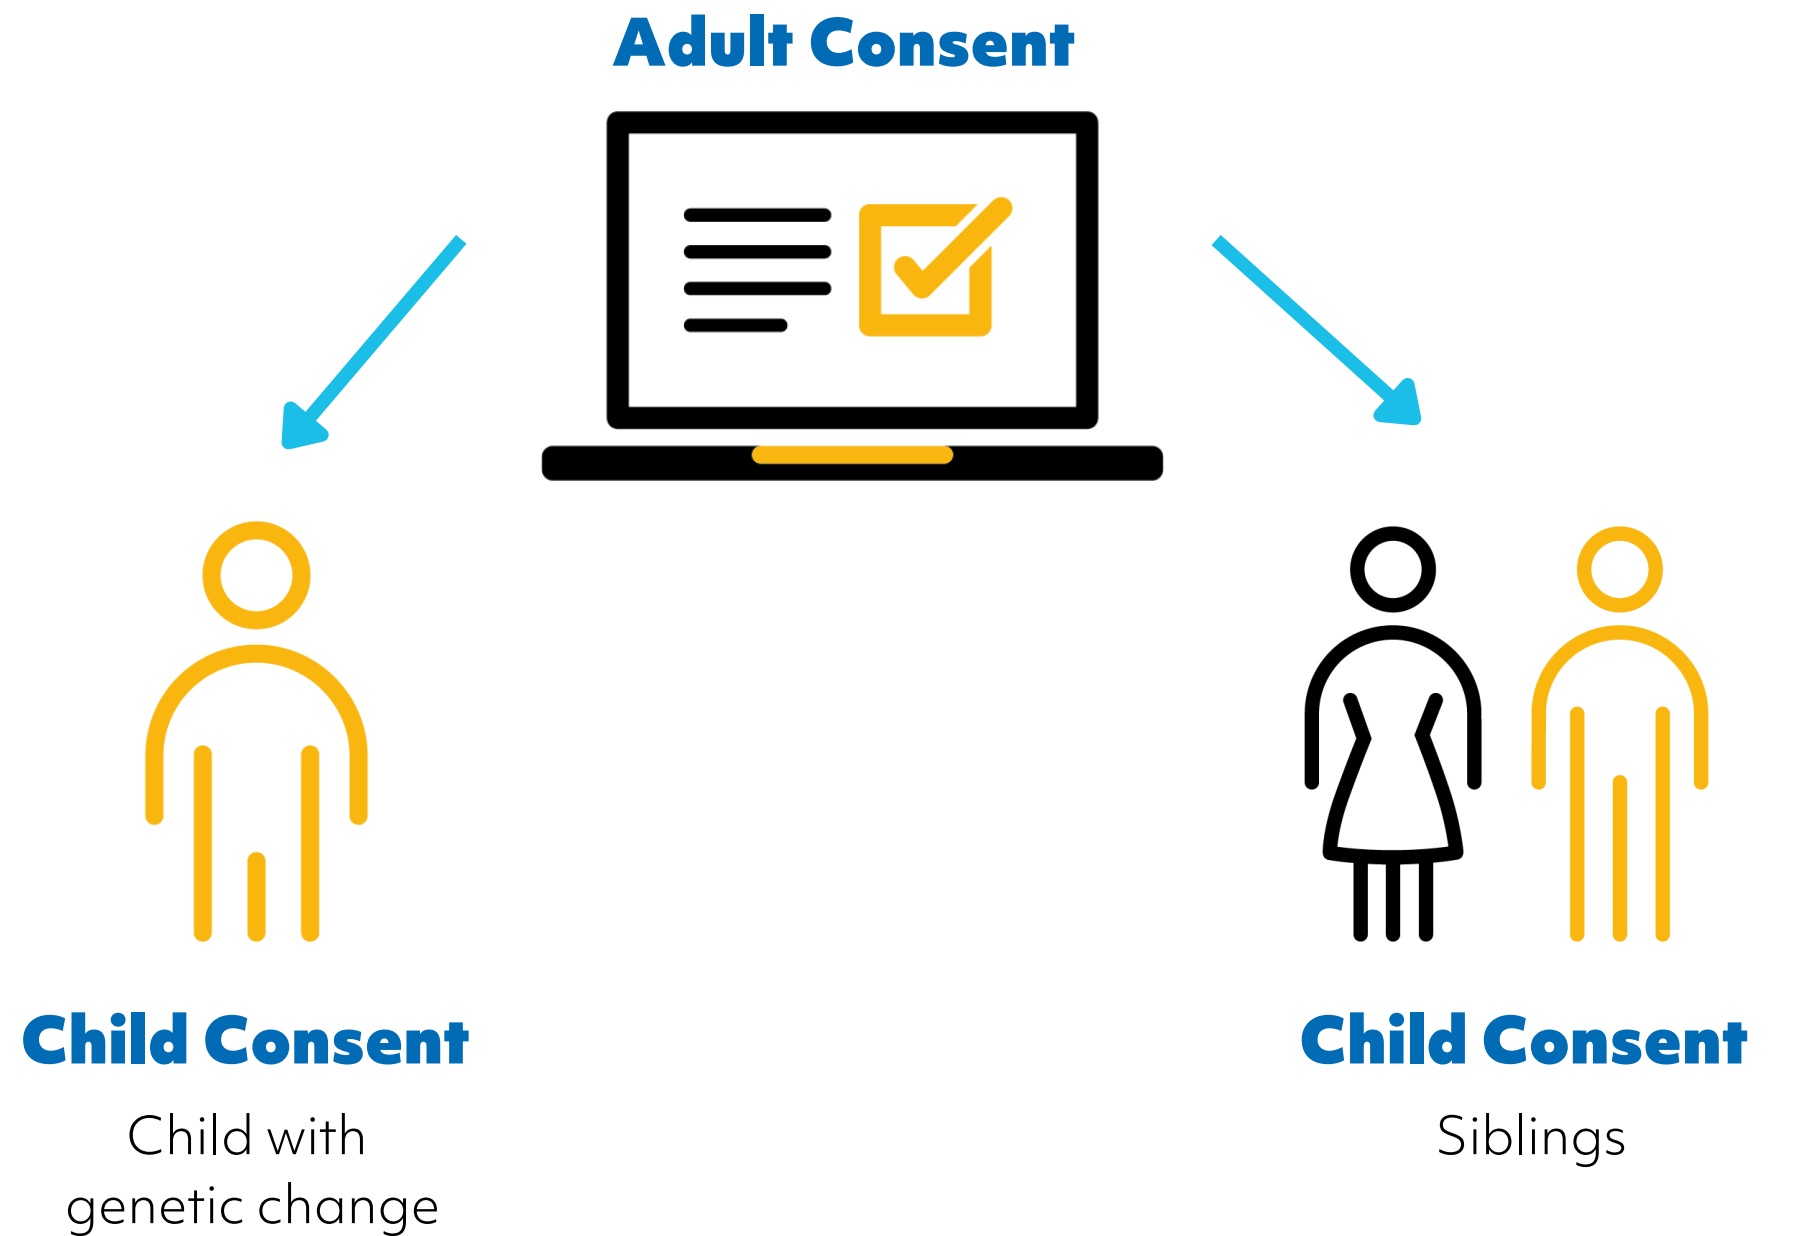 Adult Consent
Child Consent
Child with
genetic change
Child Consent
Siblings